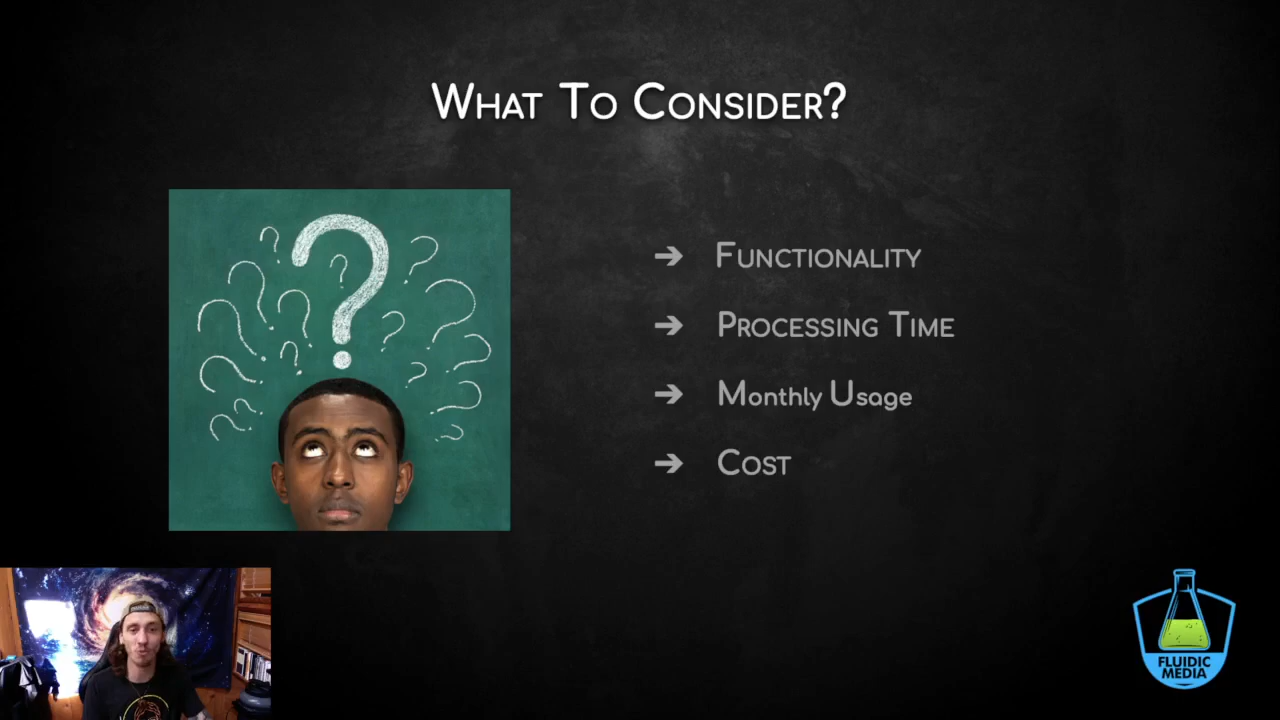 What To Consider?
➔ Functionality
➔ Processing Time
➔ Monthly Usage
➔ Cost
FLUIDIC
MEDIA